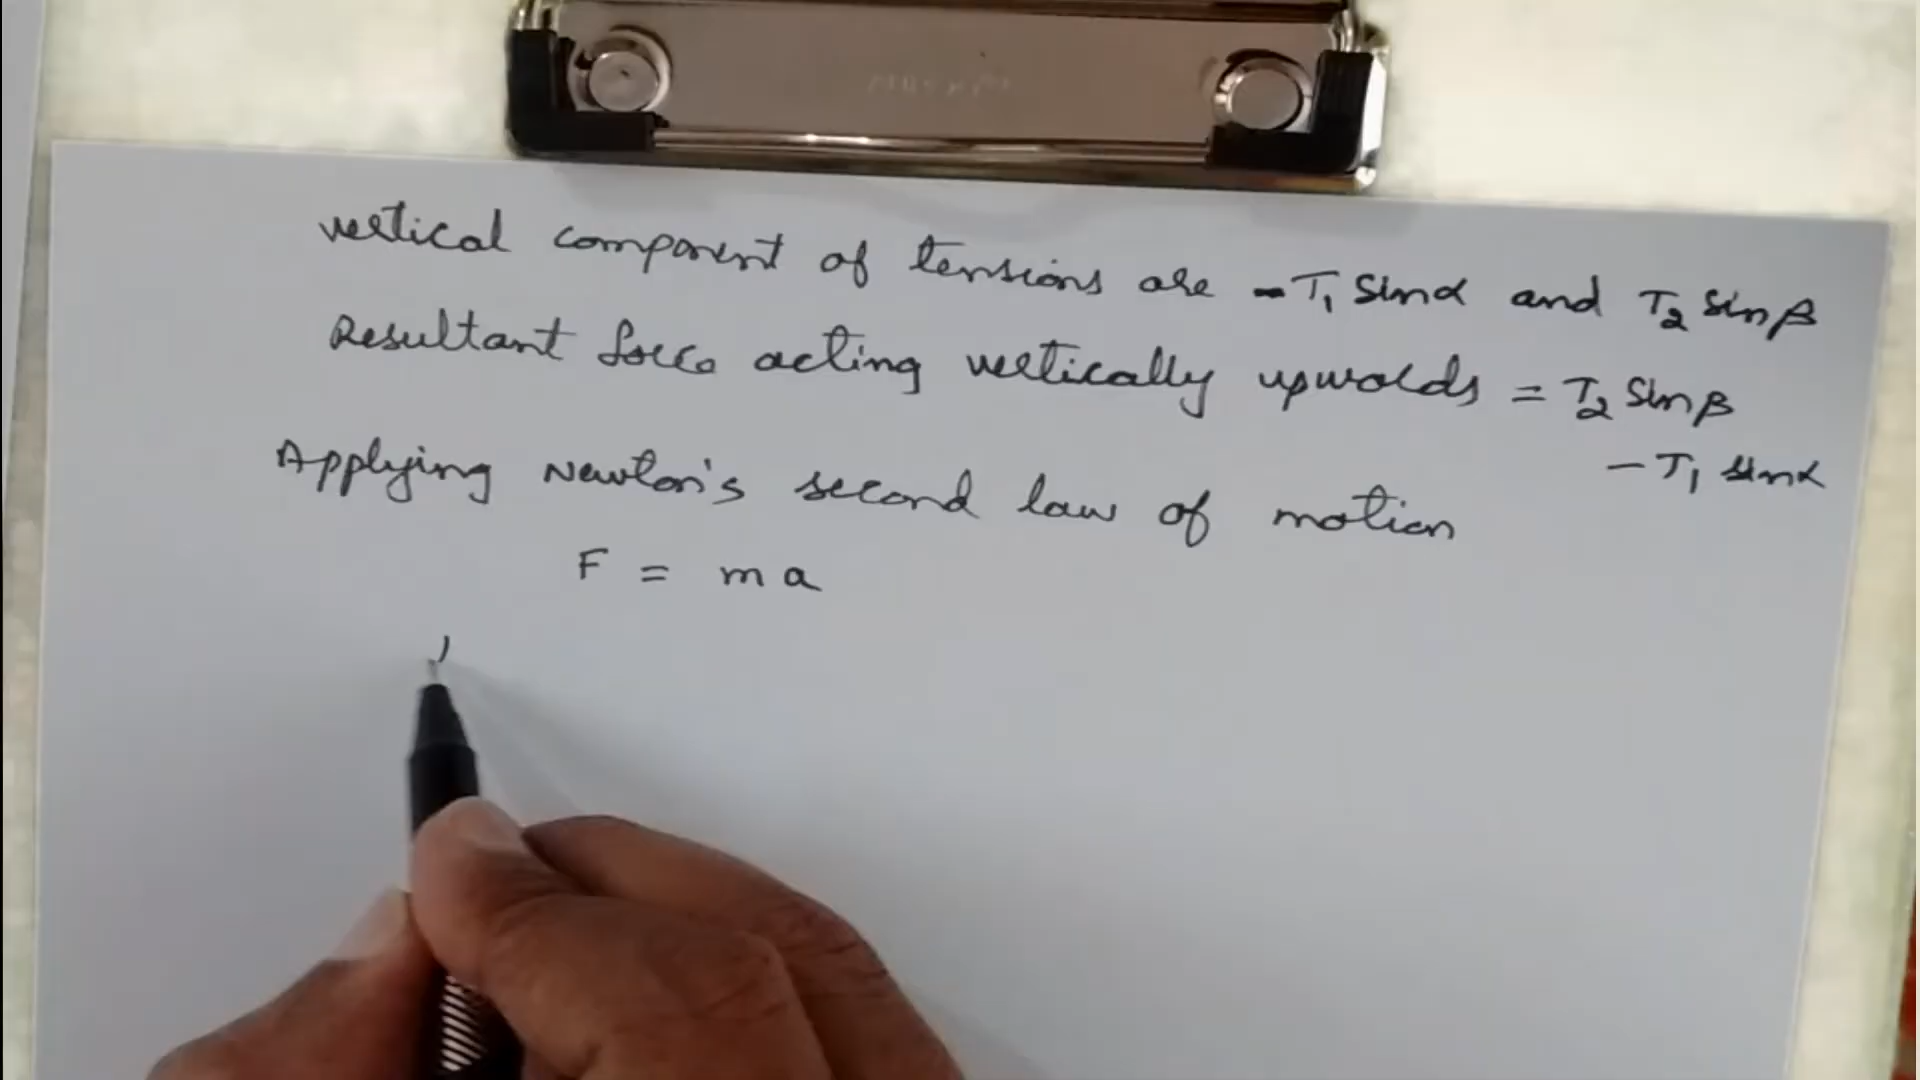 vertical component of tensions are - T₁ sinα and T₂ sinβ
Resultant force acting vertically upwards = T₂ sinβ
- T₁ sinα
Applying Newton's second law of motion
F = ma